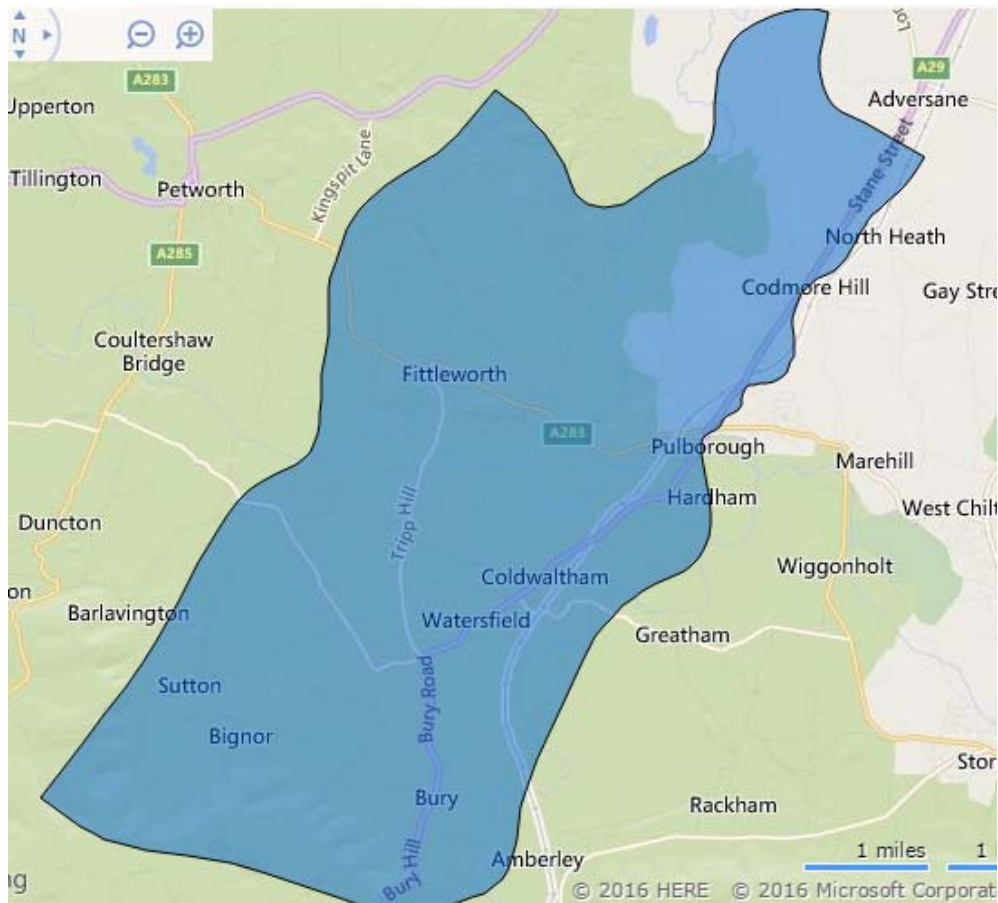 N
A283
A29
Upperton
Adversane
Tillington
Petworth
Kingspit Lane
Stane Street
A285
North Heath
Codmore Hill
Gay Stre
Coultershaw
Bridge
Fittleworth
A283
Pulborough
Marehill
Hardham
West Chilt
Duncton
Tripp Hill
Wiggonholt
on
Coldwaltham
Barlavington
Watersfield
Greatham
Sutton
Bury Road
Bignor
Stor
Bury
Rackham
Bury Hill
Amberley
1 miles
1
ng
© 2016 HERE © 2016 Microsoft Corporat